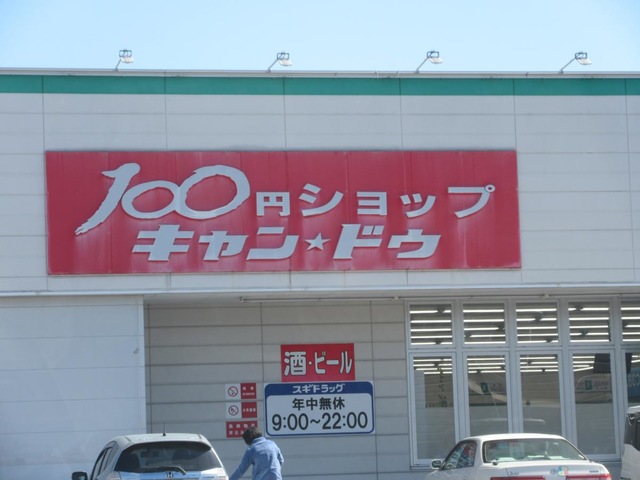 100円ショップ
キャン★ドゥ
酒・ビール
スギドラッグ
年中無休
9:00~22:00